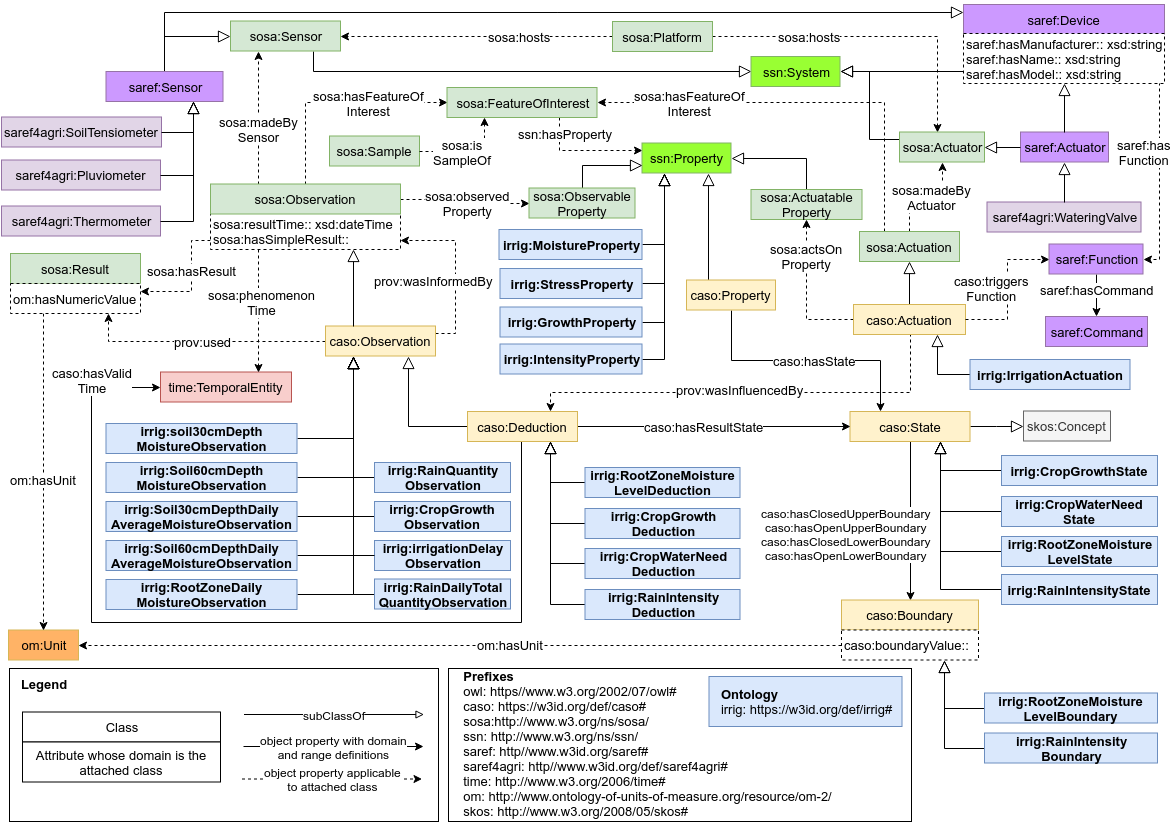 saref:Device
sosa:Sensor
sosa:hosts
sosa:Platform
sosa:hosts
saref:hasManufacturer:: xsd:string
saref:hasName:: xsd:string
saref:hasModel:: xsd:string
ssn:System
saref:Sensor
sosa:hasFeatureOf
Interest
sosa:FeatureOfInterest
sosa:hasFeatureOf
Interest
sosa:madeBy
Sensor
ssn:hasProperty
saref4agri:SoilTensiometer
sosa:Sample
sosa:is
SampleOf
ssn:Property
sosa:Actuator
saref:Actuator
saref:has
Function
saref4agri:Pluviometer
sosa:Observation
sosa:resultTime:: xsd:dateTime
sosa:hasSimpleResult::
sosa:observed
Property
sosa:Observable
Property
sosa:Actuatable
Property
sosa:madeBy
Actuator
saref4agri:Thermometer
saref4agri:WateringValve
irrig:MoistureProperty
sosa:actsOn
Property
sosa:Actuation
saref:Function
sosa:Result
om:hasNumericValue
sosa:hasResult
sosa:phenomenon
Time
prov:wasInformedBy
irrig:StressProperty
caso:Property
caso:triggers
Function
saref:hasCommand
irrig:GrowthProperty
caso:Actuation
saref:Command
prov:used
caso:Observation
irrig:IntensityProperty
caso:hasState
irrig:IrrigationActuation
caso:hasValid
Time
time:TemporalEntity
prov:wasInfluencedBy
caso:Deduction
caso:hasResultState
caso:State
skos:Concept
irrig:soil30cmDepth
MoistureObservation
irrig:Soil60cmDepth
MoistureObservation
irrig:RainQuantity
Observation
irrig:RootZoneMoisture
LevelDeduction
irrig:CropGrowthState
om:hasUnit
irrig:Soil30cmDepthDaily
AverageMoistureObservation
irrig:CropGrowth
Observation
irrig:CropGrowth
Deduction
caso:hasClosedUpperBoundary
caso:hasOpenUpperBoundary
caso:hasClosedLowerBoundary
caso:hasOpenLowerBoundary
irrig:CropWaterNeed
State
irrig:Soil60cmDepthDaily
AverageMoistureObservation
irrig:IrrigationDelay
Observation
irrig:CropWaterNeed
Deduction
irrig:RootZoneMoisture
LevelState
irrig:RootZoneDaily
MoistureObservation
irrig:RainDailyTotal
QuantityObservation
irrig:RainIntensity
Deduction
irrig:RainIntensityState
caso:Boundary
caso:boundaryValue::
om:Unit
om:hasUnit
Legend
Class
Attribute whose domain is the
attached class
subClassOf
object property with domain
and range definitions
object property applicable
to attached class
Prefixes
owl: https//www.w3.org/2002/07/owl#
caso: https://w3id.org/def/caso#
sosa:http://www.w3.org/ns/sosa/
ssn: http://www.w3.org/ns/ssn/
saref: http//www.w3id.org/saref#
saref4agri: http//www.w3id.org/def/saref4agri#
time: http://www.w3.org/2006/time#
om: http://www.ontology-of-units-of-measure.org/resource/om-2/
skos: http://www.w3.org/2008/05/skos#
Ontology
irrig: https://w3id.org/def/irrig#
irrig:RootZoneMoisture
LevelBoundary
irrig:RainIntensity
Boundary